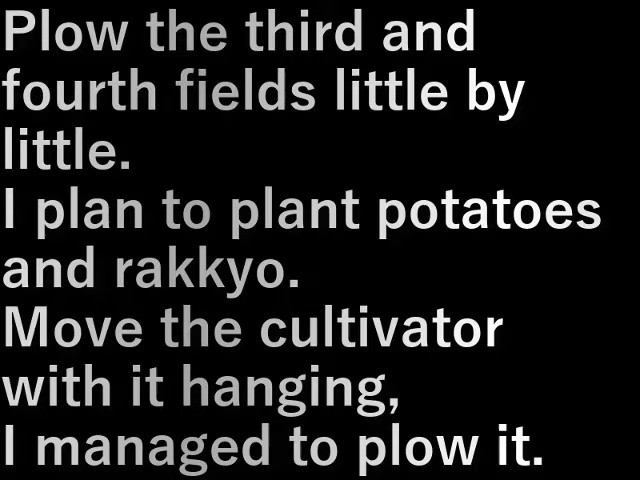 Plow the third and
fourth fields little by
little.
I plan to plant potatoes
and rakkyo.
Move the cultivator
with it hanging,
I managed to plow it.